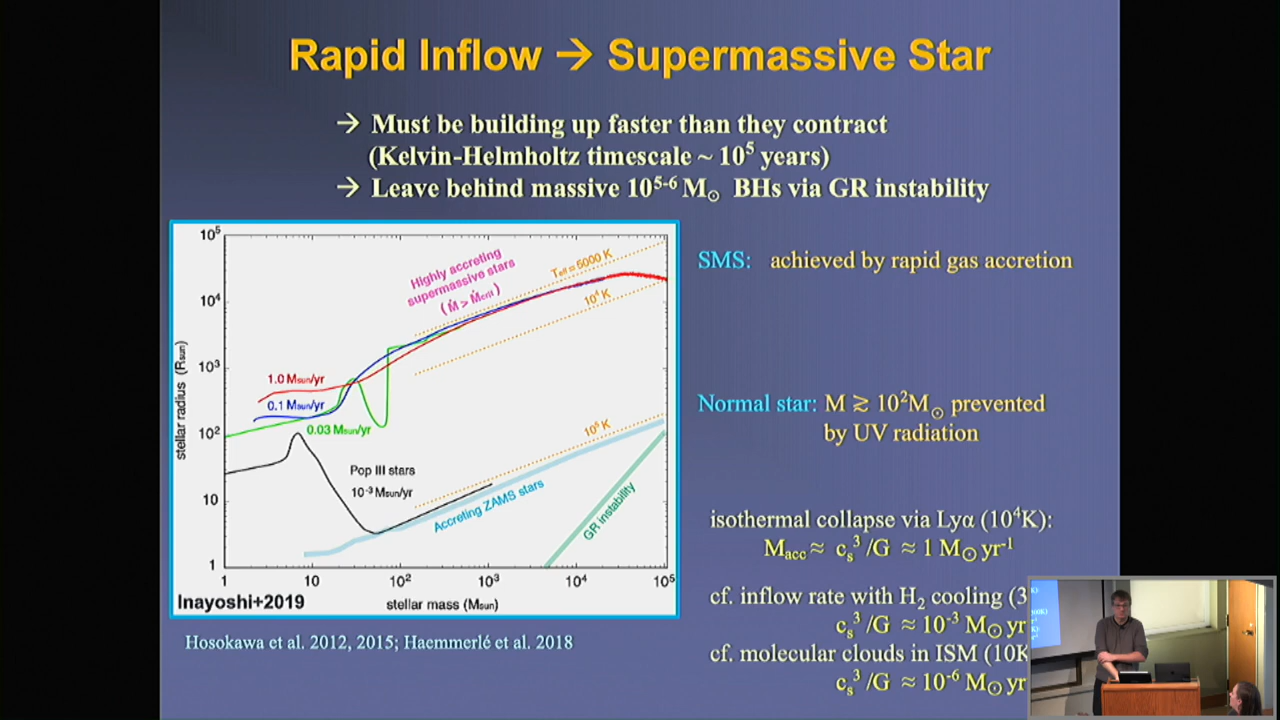 Rapid Inflow → Supermassive Star
→ Must be building up faster than they contract
(Kelvin-Helmholtz timescale ~ 10⁵ years)
→ Leave behind massive 10⁵⁻⁶ M⊙ BHs via GR instability
10⁵
10⁴
10³
10²
10
1
stellar radius (Rsun)
Highly accreting
supermassive stars
(Ṁ > Ṁcrit)
Teff = 5000 K
10⁴ K
1.0 Msun/yr
0.1 Msun/yr
0.03 Msun/yr
Pop III stars
10⁻³ Msun/yr
10⁵ K
Accreting ZAMS stars
GR instability
1 10 10² 10³ 10⁴ 10⁵
stellar mass (Msun)
Inayoshi+2019
Hosokawa et al. 2012, 2015; Haemmerlé et al. 2018
SMS: achieved by rapid gas accretion
Normal star: M ≳ 10²M⊙ prevented
by UV radiation
isothermal collapse via Lyα (10⁴K):
Macc ≈ cs³ /G ≈ 1 M⊙ yr⁻¹
cf. inflow rate with H₂ cooling (3
cs³ /G ≈ 10⁻³ M⊙ yr
cf. molecular clouds in ISM (10K
cs³ /G ≈ 10⁻⁶ M⊙ yr